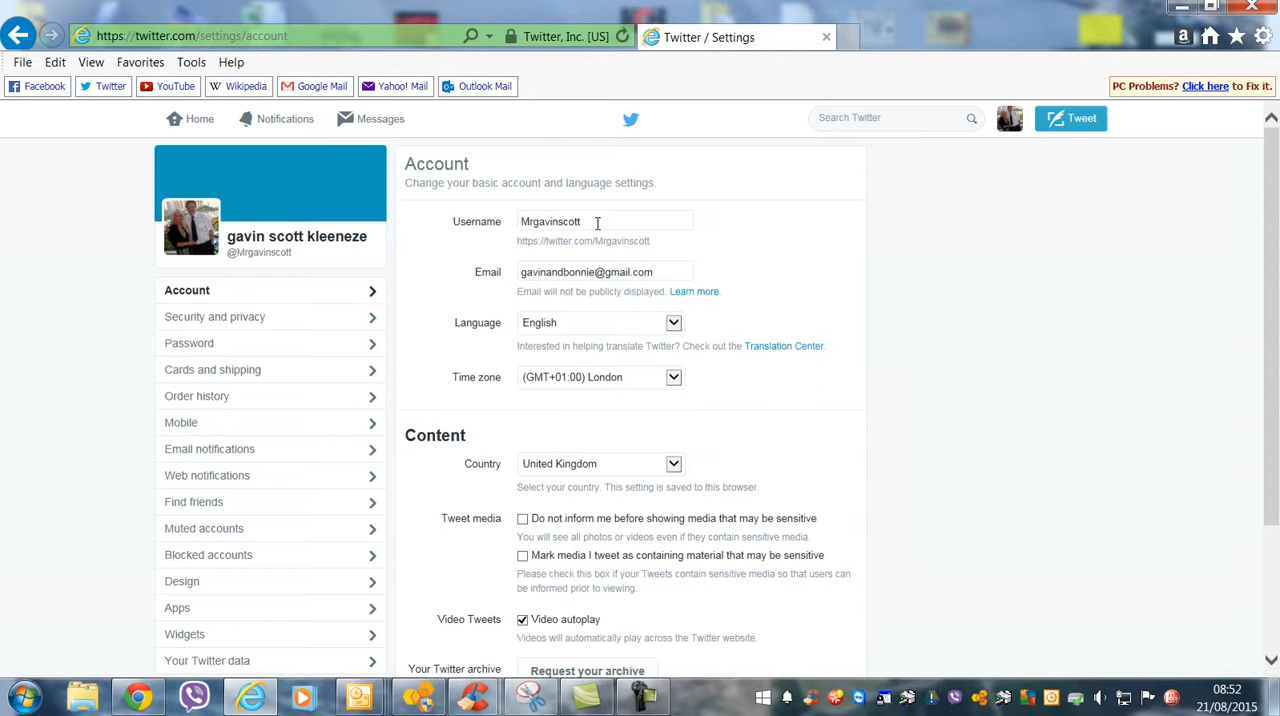 https://twitter.com/settings/account
Twitter, Inc. [US]
Twitter / Settings
File Edit View Favorites Tools Help
Facebook Twitter YouTube Wikipedia Google Mail Yahoo! Mail Outlook Mail
PC Problems? Click here to Fix it.
Home Notifications Messages
Search Twitter
Tweet
gavin scott kleeneze
@Mrgavinscott
Account
Security and privacy
Password
Cards and shipping
Order history
Mobile
Email notifications
Web notifications
Find friends
Muted accounts
Blocked accounts
Design
Apps
Widgets
Your Twitter data
Account
Change your basic account and language settings.
Username Mrgavinscott
https://twitter.com/Mrgavinscott
Email gavinandbonnie@gmail.com
Email will not be publicly displayed. Learn more.
Language English
Interested in helping translate Twitter? Check out the Translation Center.
Time zone (GMT+01:00) London
Content
Country United Kingdom
Select your country. This setting is saved to this browser.
Tweet media Do not inform me before showing media that may be sensitive
You will see all photos or videos even if they contain sensitive media.
Mark media I tweet as containing material that may be sensitive
Please check this box if your Tweets contain sensitive media so that users can
be informed prior to viewing.
Video Tweets Video autoplay
Videos will automatically play across the Twitter website.
Your Twitter archive Request your archive
08:52
21/08/2015